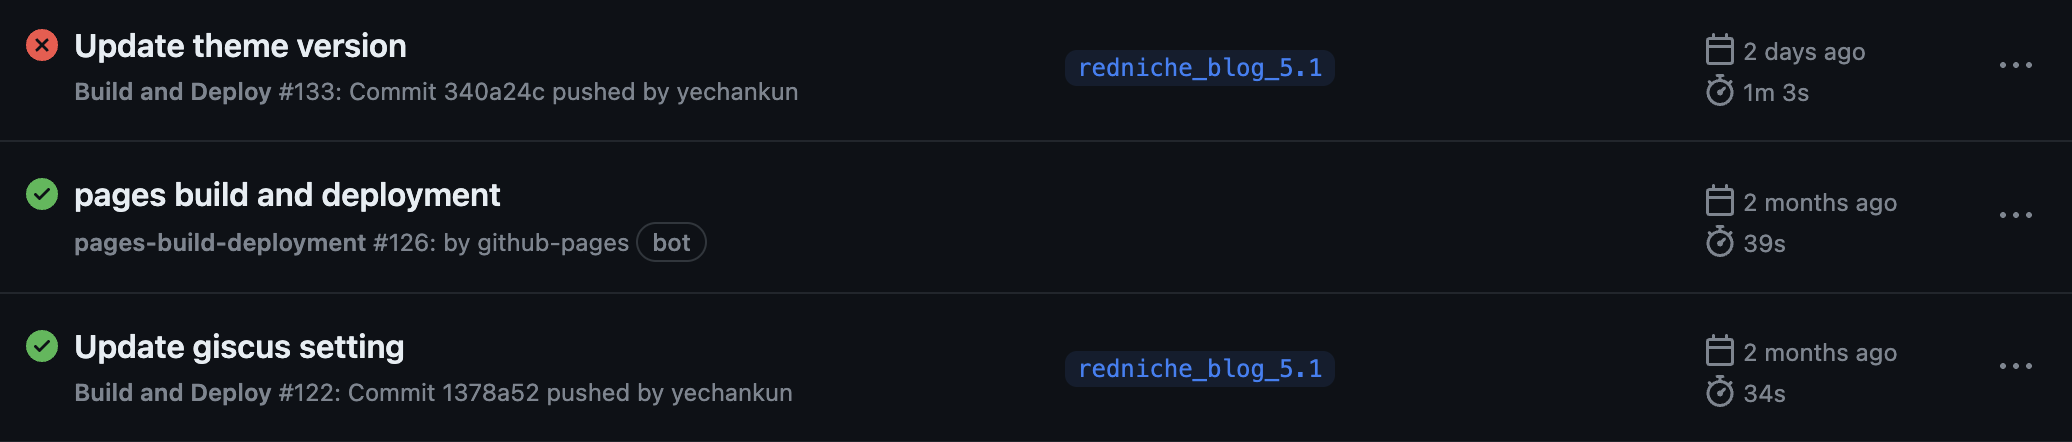 Update theme version
Build and Deploy #133: Commit 340a24c pushed by yechankun
redniche_blog_5.1
2 days ago
1m 3s
pages build and deployment
pages-build-deployment #126: by github-pages bot
2 months ago
39s
Update giscus setting
Build and Deploy #122: Commit 1378a52 pushed by yechankun
redniche_blog_5.1
2 months ago
34s